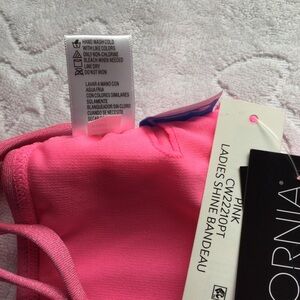 HAND WASH COLD
WITH LIKE COLORS
ONLY NON-CHLORINE
BLEACH WHEN NEEDED
LINE DRY
DO NOT IRON
LAVAR A MANO CON
AGUA FRIA
CON COLORES SIMILARES
SOLAMENTE
BLANQUEADOR SIN CLORO
CUANDO SE NECESITE
PINK
CW22210PT
LADIES SHINE BANDEAU
ORNIA